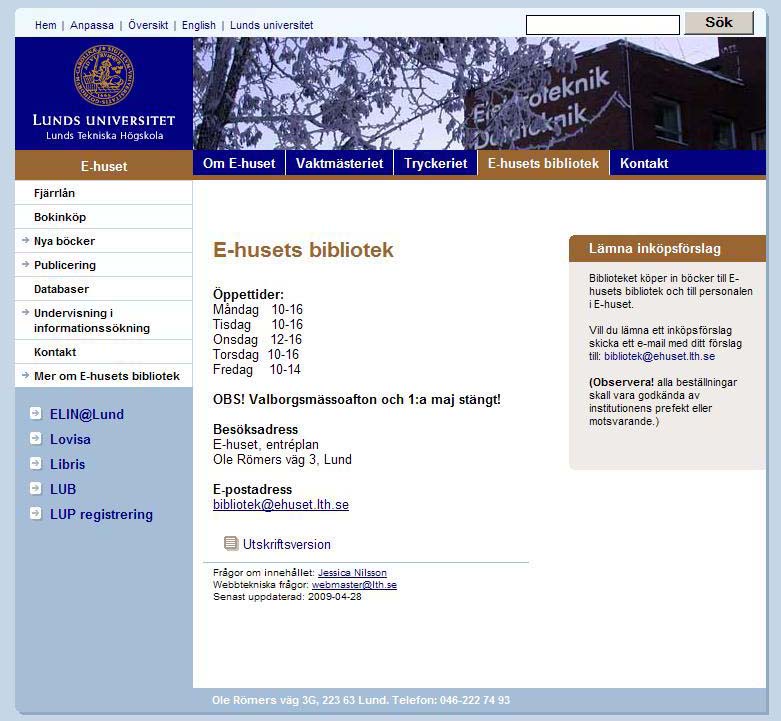 Hem | Anpassa | Översikt | English | Lunds universitet
Sök
LUNDS UNIVERSITET
Lunds Tekniska Högskola
Elektroteknik
Datateknik
E-huset
Om E-huset
Vaktmästeriet
Tryckeriet
E-husets bibliotek
Kontakt
Fjärrlån
Bokinköp
Nya böcker
Publicering
Databaser
Undervisning i
informationssökning
Kontakt
Mer om E-husets bibliotek
ELIN@Lund
Lovisa
Libris
LUB
LUP registrering
E-husets bibliotek
Öppettider:
Måndag 10-16
Tisdag 10-16
Onsdag 12-16
Torsdag 10-16
Fredag 10-14
OBS! Valborgsmässoafton och 1:a maj stängt!
Besöksadress
E-huset, entréplan
Ole Römers väg 3, Lund
E-postadress
bibliotek@ehuset.lth.se
Utskriftsversion
Frågor om innehållet: Jessica Nilsson
Webbtekniska frågor: webmaster@lth.se
Senast uppdaterad: 2009-04-28
Lämna inköpsförslag
Biblioteket köper in böcker till E-
husets bibliotek och till personalen
i E-huset.
Vill du lämna ett inköpsförslag
skicka ett e-mail med ditt förslag
till: bibliotek@ehuset.lth.se
(Observera! alla beställningar
skall vara godkända av
institutionens prefekt eller
motsvarande.)
Ole Römers väg 3G, 223 63 Lund. Telefon: 046-222 74 93